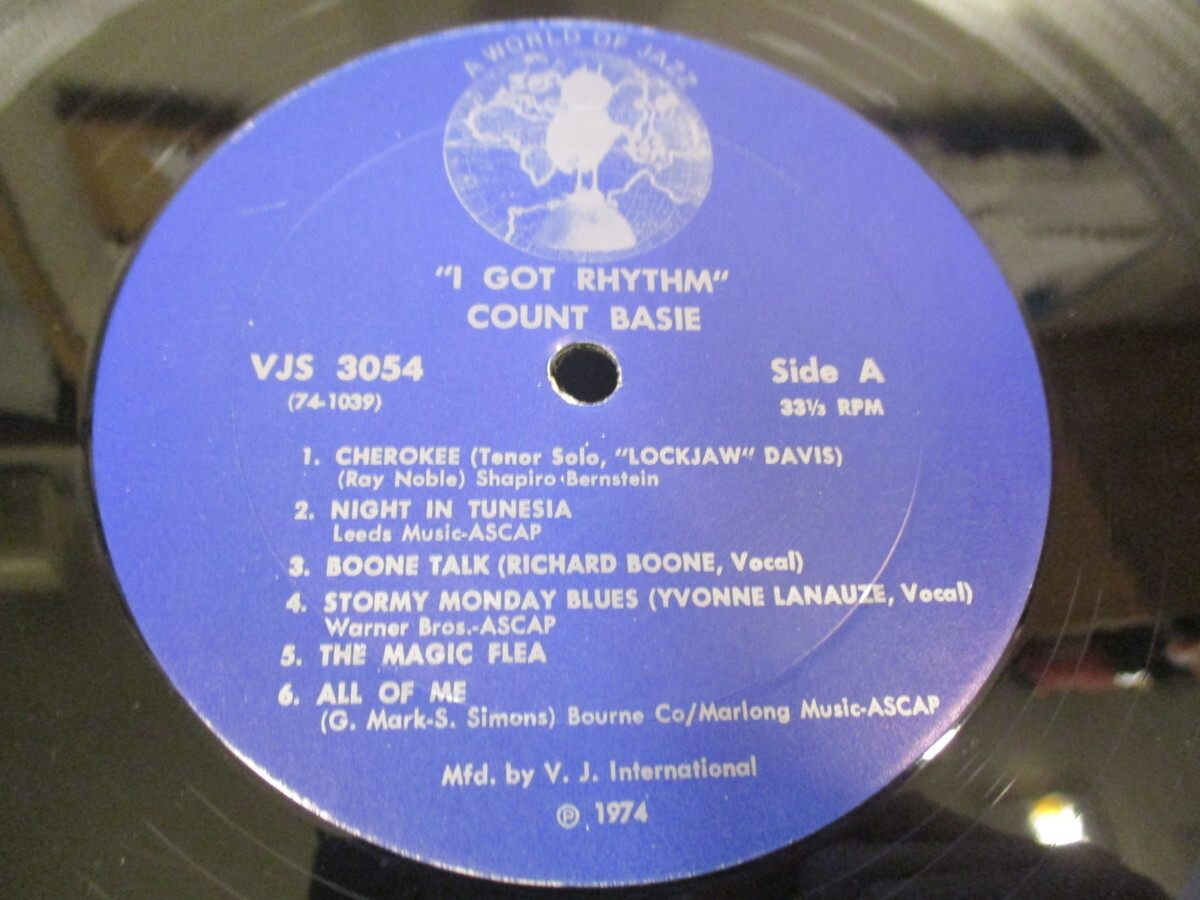 A WORLD OF JAZZ
"I GOT RHYTHM"
COUNT BASIE
VJS 3054
(74-1039)
Side A
33⅓ RPM
1. CHEROKEE (Tenor Solo, "LOCKJAW" DAVIS)
(Ray Noble) Shapiro·Bernstein
2. NIGHT IN TUNESIA
Leeds Music-ASCAP
3. BOONE TALK (RICHARD BOONE, Vocal)
4. STORMY MONDAY BLUES (YVONNE LANAUZE, Vocal)
Warner Bros.-ASCAP
5. THE MAGIC FLEA
6. ALL OF ME
(G. Mark-S. Simons) Bourne Co/Marlong Music-ASCAP
Mfd. by V. J. International
℗ 1974